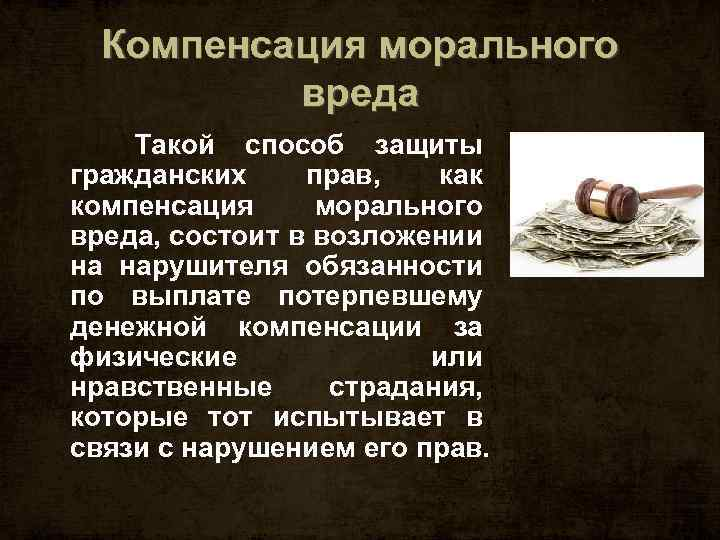 Компенсация морального
вреда
Такой способ защиты
гражданских прав, как
компенсация морального
вреда, состоит в возложении
на нарушителя обязанности
по выплате потерпевшему
денежной компенсации за
физические или
нравственные страдания,
которые тот испытывает в
связи с нарушением его прав.